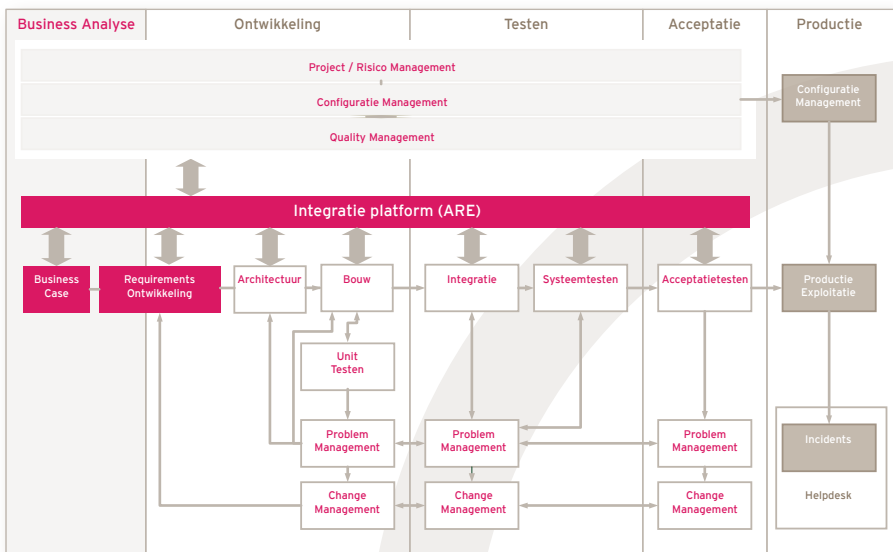 Business Analyse
Ontwikkeling
Testen
Acceptatie
Productie
Project / Risico Management
Configuratie Management
Quality Management
Configuratie
Management
Integratie platform (ARE)
Business
Case
Requirements
Ontwikkeling
Architectuur
Bouw
Integratie
Systeemtesten
Acceptatietesten
Productie
Exploitatie
Unit
Testen
Problem
Management
Problem
Management
Problem
Management
Incidents
Change
Management
Change
Management
Change
Management
Helpdesk